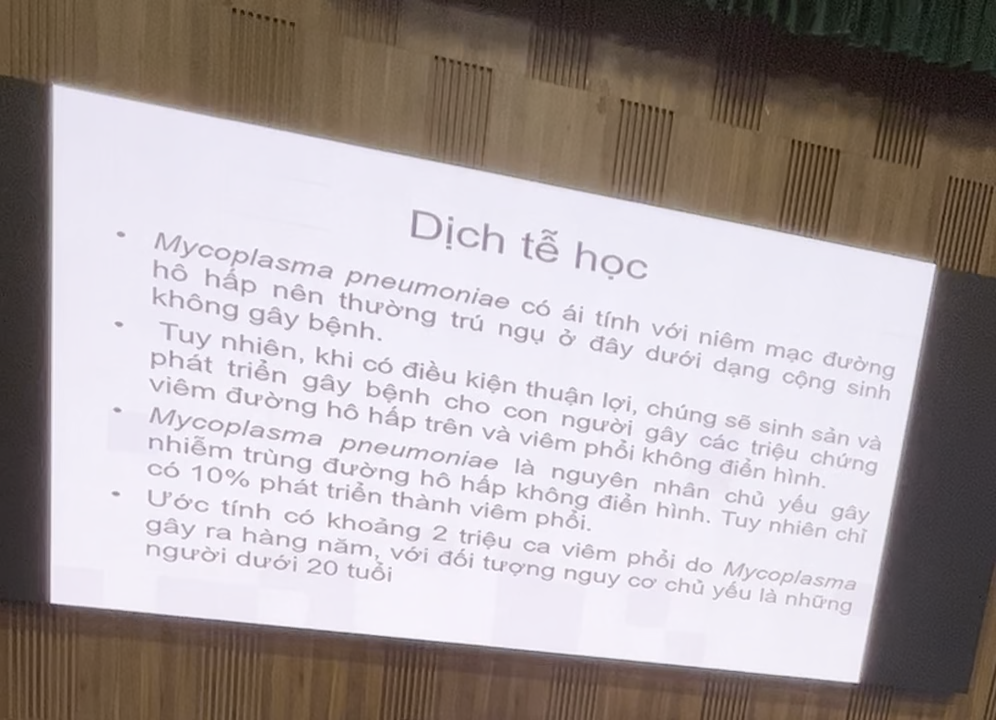 Dịch tễ học
• Mycoplasma pneumoniae có ái tính với niêm mạc đường
hô hấp nên thường trú ngụ ở đây dưới dạng cộng sinh
không gây bệnh.
• Tuy nhiên, khi có điều kiện thuận lợi, chúng sẽ sinh sản và
phát triển gây bệnh cho con người gây các triệu chứng
viêm đường hô hấp trên và viêm phổi không điển hình.
• Mycoplasma pneumoniae là nguyên nhân chủ yếu gây
nhiễm trùng đường hô hấp không điển hình. Tuy nhiên chỉ
có 10% phát triển thành viêm phổi.
• Ước tính có khoảng 2 triệu ca viêm phổi do Mycoplasma
gây ra hàng năm, với đối tượng nguy cơ chủ yếu là những
người dưới 20 tuổi